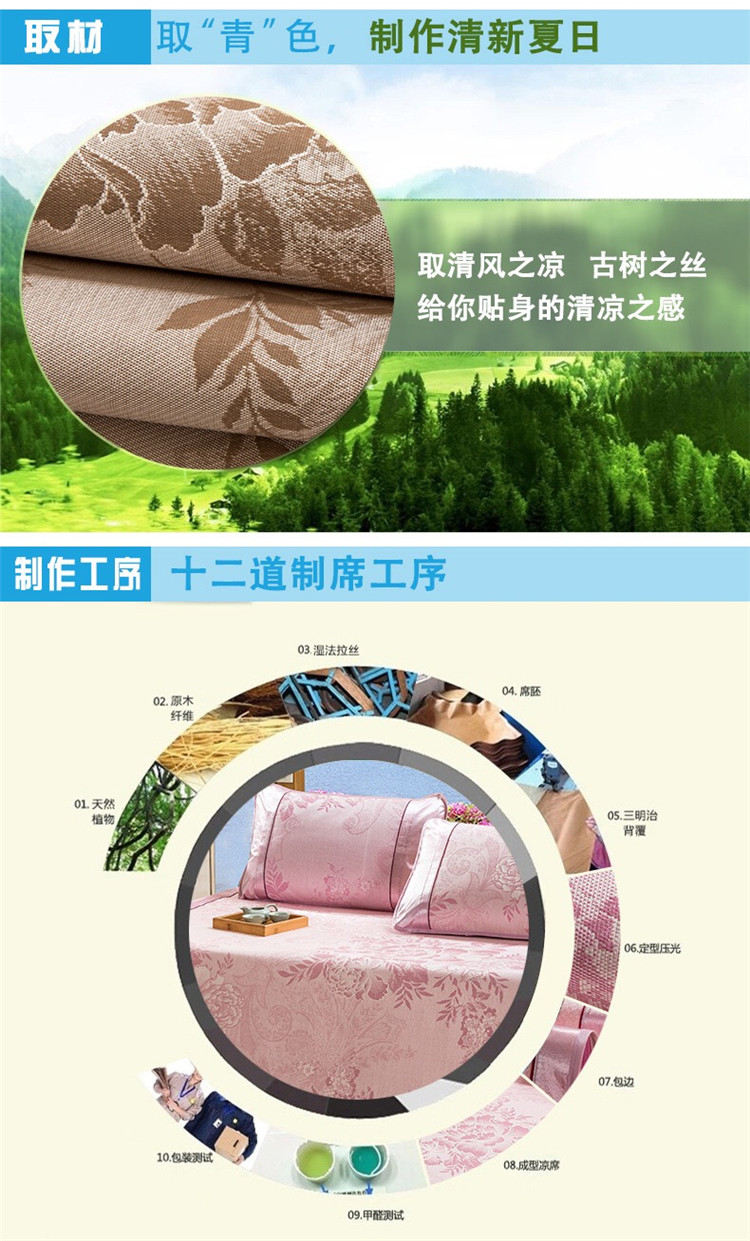 取材 取“青”色，制作清新夏日
取清风之凉 古树之丝
给你贴身的清凉之感
制作工序 十二道制席工序
03.湿法拉丝
04. 席胚
02. 原木
纤维
01. 天然
植物
05.三明治
背覆
06.定型压光
07.包边
08.成型凉席
10.包装测试
09.甲醛测试